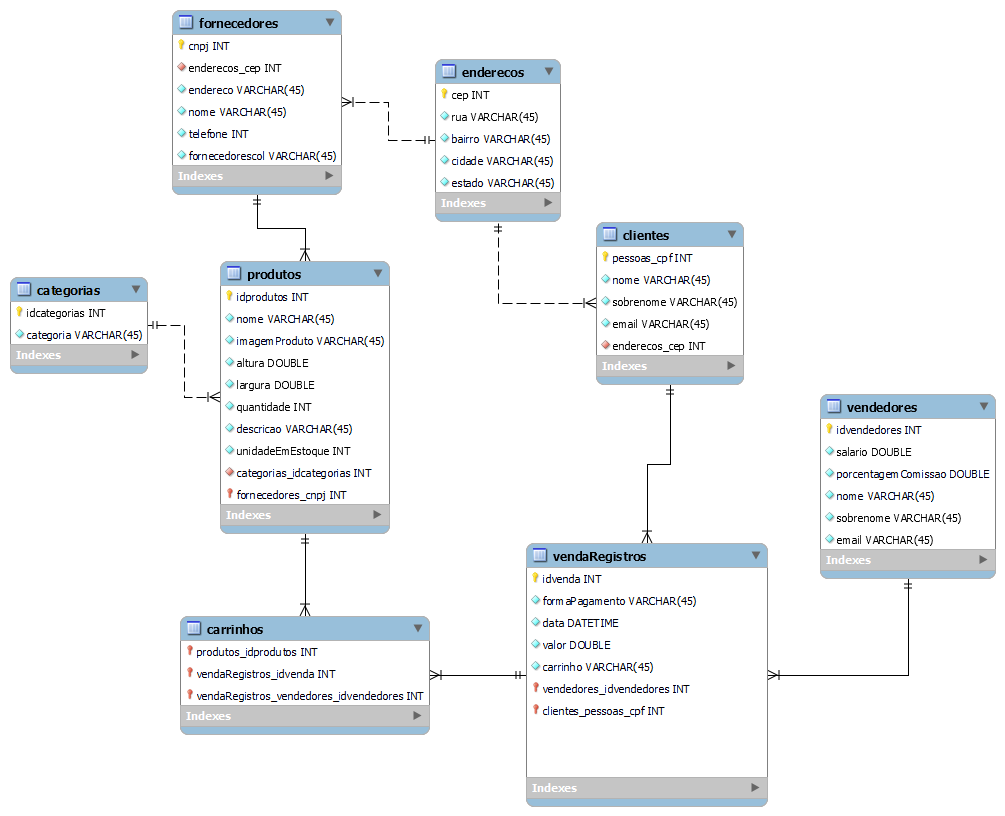 fornecedores
cnpj INT
enderecos_cep INT
endereco VARCHAR(45)
nome VARCHAR(45)
telefone INT
fornecedorescol VARCHAR(45)
Indexes
enderecos
cep INT
rua VARCHAR(45)
bairro VARCHAR(45)
cidade VARCHAR(45)
estado VARCHAR(45)
Indexes
clientes
pessoas_cpf INT
nome VARCHAR(45)
sobrenome VARCHAR(45)
email VARCHAR(45)
enderecos_cep INT
Indexes
categorias
idcategorias INT
categoria VARCHAR(45)
Indexes
produtos
idprodutos INT
nome VARCHAR(45)
imagemProduto VARCHAR(45)
altura DOUBLE
largura DOUBLE
quantidade INT
descricao VARCHAR(45)
unidadeEmEstoque INT
categorias_idcategorias INT
fornecedores_cnpj INT
Indexes
vendedores
idvendedores INT
salario DOUBLE
porcentagemComissao DOUBLE
nome VARCHAR(45)
sobrenome VARCHAR(45)
email VARCHAR(45)
Indexes
vendaRegistros
idvenda INT
formaPagamento VARCHAR(45)
data DATETIME
valor DOUBLE
carrinho VARCHAR(45)
vendedores_idvendedores INT
clientes_pessoas_cpf INT
Indexes
carrinhos
produtos_idprodutos INT
vendaRegistros_idvenda INT
vendaRegistros_vendedores_idvendedores INT
Indexes